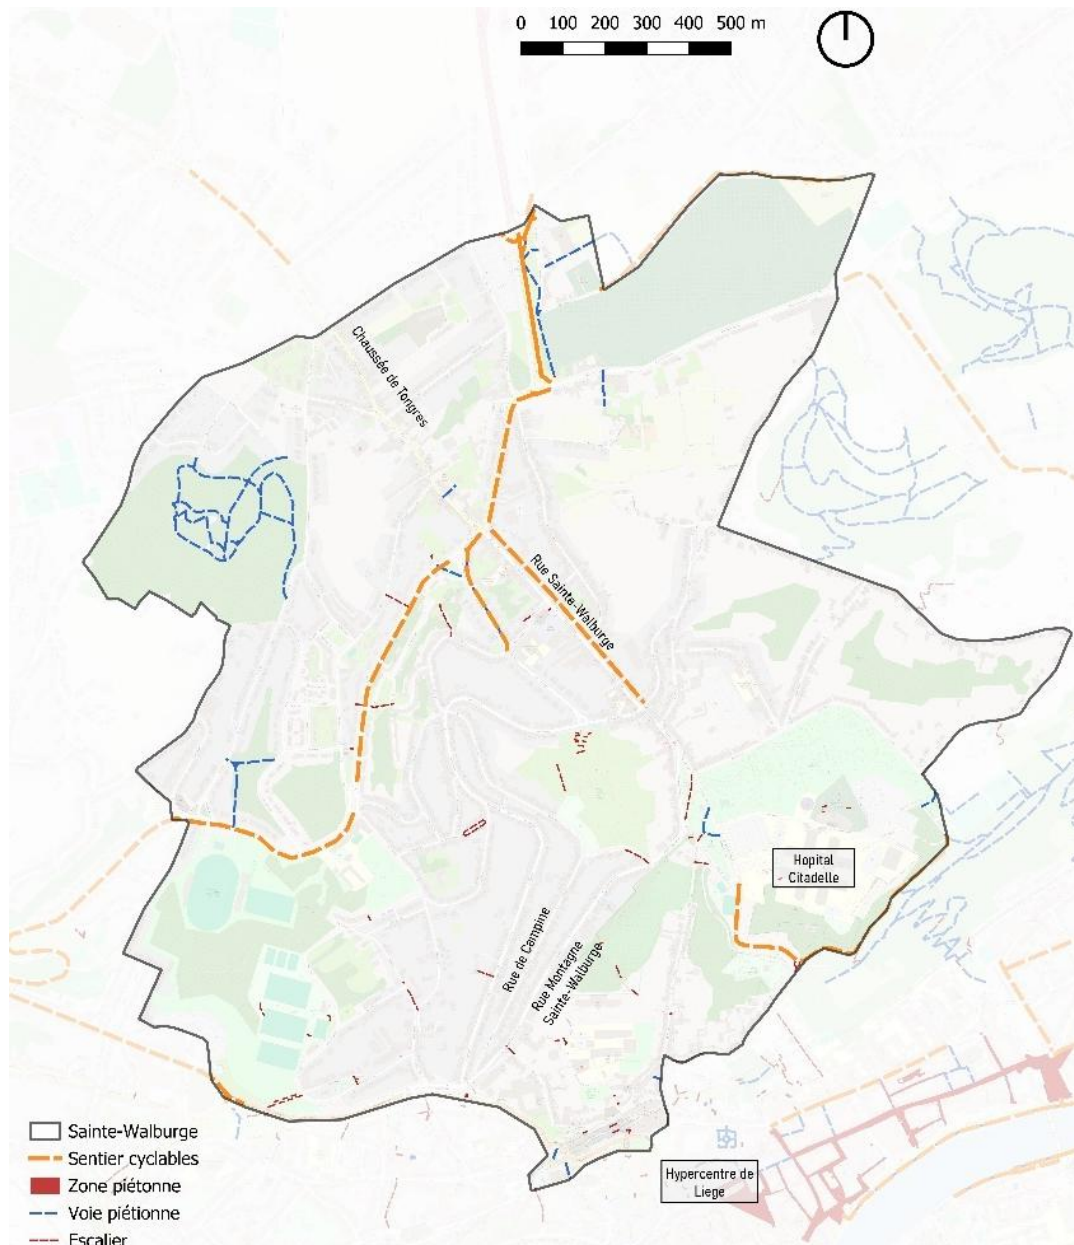 0 100 200 300 400 500 m
Chaussée de Tongres
Rue Sainte-Walburge
Hopital
Citadelle
Rue de Campine
Rue Montagne
Sainte-Walburge
Sainte-Walburge
Sentier cyclables
Zone piétonne
Voie piétionne
Escalier
Hypercentre de
Liege